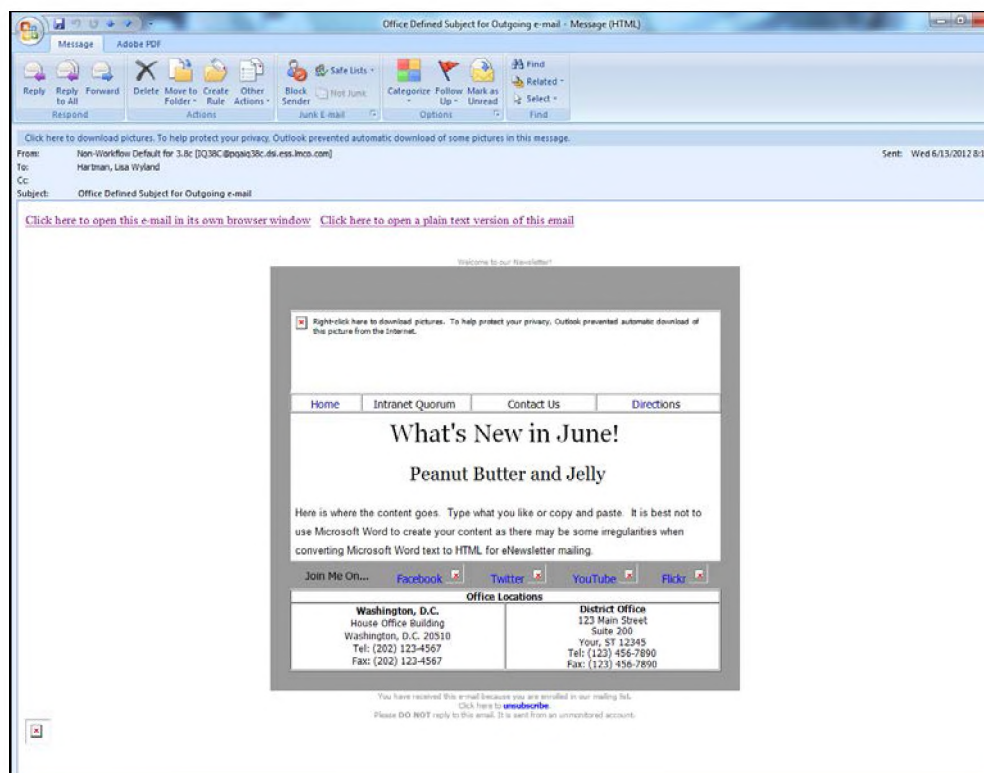 Office Defined Subject for Outgoing e-mail - Message (HTML)
Message Adobe PDF
Reply Reply to All Forward Delete Move to Folder Create Rule Other Actions Block Sender Safe Lists Not Junk Categorize Follow Up Mark as Unread Find Related Select
Respond Actions Junk E-mail Options Find
Click here to download pictures. To help protect your privacy, Outlook prevented automatic download of some pictures in this message.
From: Non-Workflow Default for 3.8c [IQ38C@pqaiq38c.dsi.ess.lmco.com] Sent: Wed 6/13/2012 8:1
To: Hartman, Lisa Wyland
Cc:
Subject: Office Defined Subject for Outgoing e-mail
Click here to open this e-mail in its own browser window Click here to open a plain text version of this email
Welcome to our Newsletter!
Right-click here to download pictures. To help protect your privacy, Outlook prevented automatic download of
this picture from the Internet.
Home Intranet Quorum Contact Us Directions
What's New in June!
Peanut Butter and Jelly
Here is where the content goes. Type what you like or copy and paste. It is best not to
use Microsoft Word to create your content as there may be some irregularities when
converting Microsoft Word text to HTML for eNewsletter mailing.
Join Me On... Facebook Twitter YouTube Flickr
Office Locations
Washington, D.C.
House Office Building
Washington, D.C. 20510
Tel: (202) 123-4567
Fax: (202) 123-4567
District Office
123 Main Street
Suite 200
Your, ST 12345
Tel: (123) 456-7890
Fax: (123) 456-7890
You have received this e-mail because you are enrolled in our mailing list.
Click here to unsubscribe.
Please DO NOT reply to this email. It is sent from an unmonitored account.